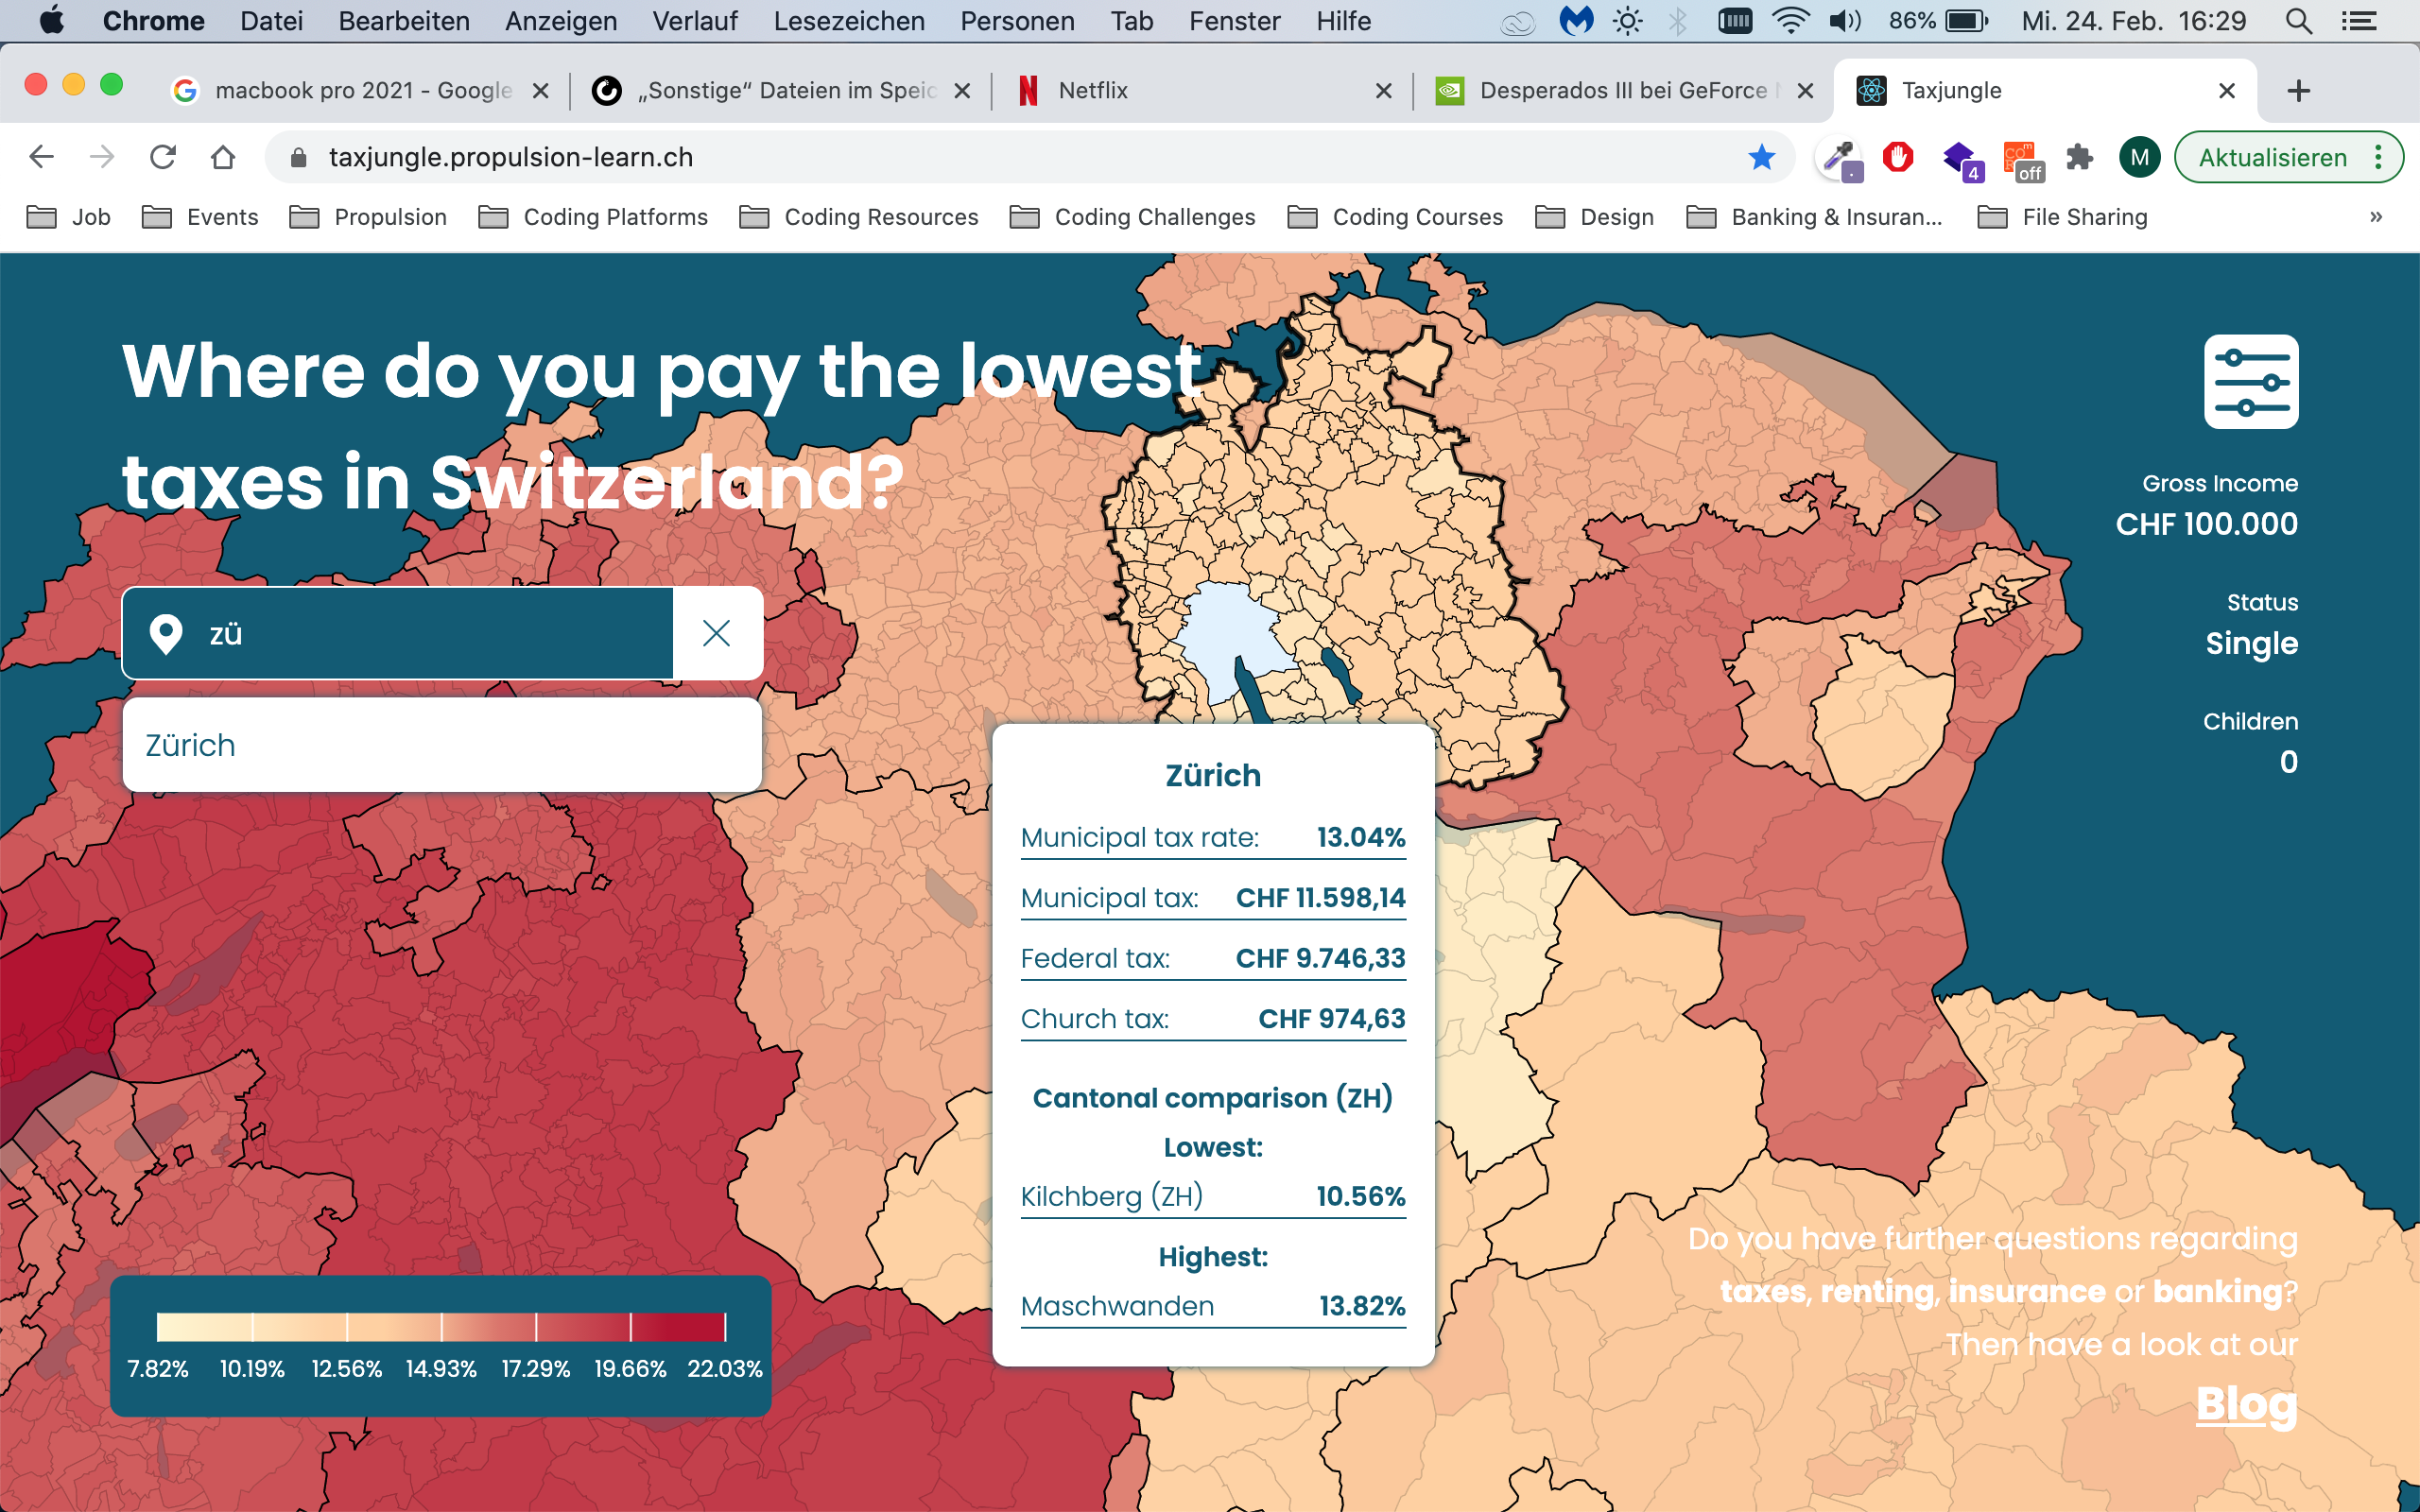 Chrome Datei Bearbeiten Anzeigen Verlauf Lesezeichen Personen Tab Fenster Hilfe 86% Mi. 24. Feb. 16:29
macbook pro 2021 - Google
„Sonstige“ Dateien im Speic
Netflix
Desperados III bei GeForce
Taxjungle
taxjungle.propulsion-learn.ch
4
off
M
Aktualisieren
Job Events Propulsion Coding Platforms Coding Resources Coding Challenges Coding Courses Design Banking & Insuran... File Sharing »
Where do you pay the lowest
taxes in Switzerland?
zü
Zürich
Gross Income
CHF 100.000
Status
Single
Children
0
Zürich
Municipal tax rate: 13.04%
Municipal tax: CHF 11.598,14
Federal tax: CHF 9.746,33
Church tax: CHF 974,63
Cantonal comparison (ZH)
Lowest:
Kilchberg (ZH) 10.56%
Highest:
Maschwanden 13.82%
7.82% 10.19% 12.56% 14.93% 17.29% 19.66% 22.03%
Do you have further questions regarding
taxes, renting, insurance or banking?
Then have a look at our
Blog